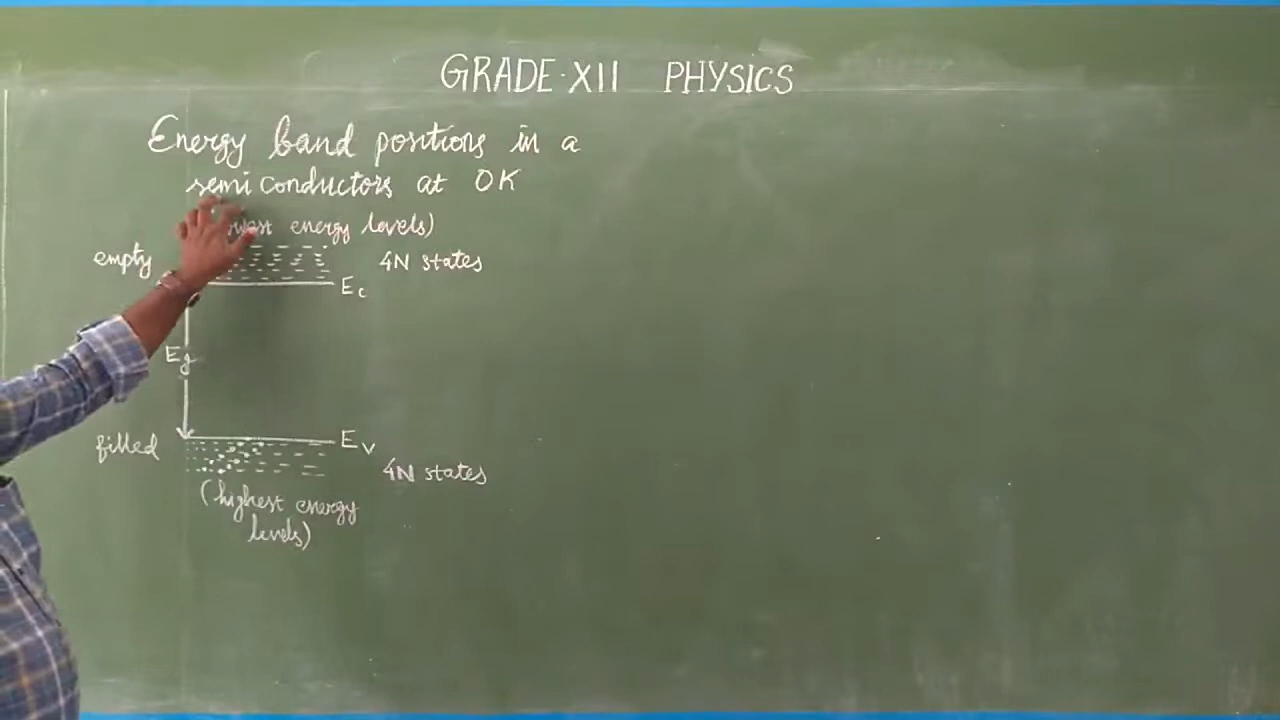 GRADE-XII PHYSICS
Energy band positions in a
semiconductors at OK
energy levels)
empty
4N states
Ec
Eg
filled
Ev
4N states
(highest energy
levels)